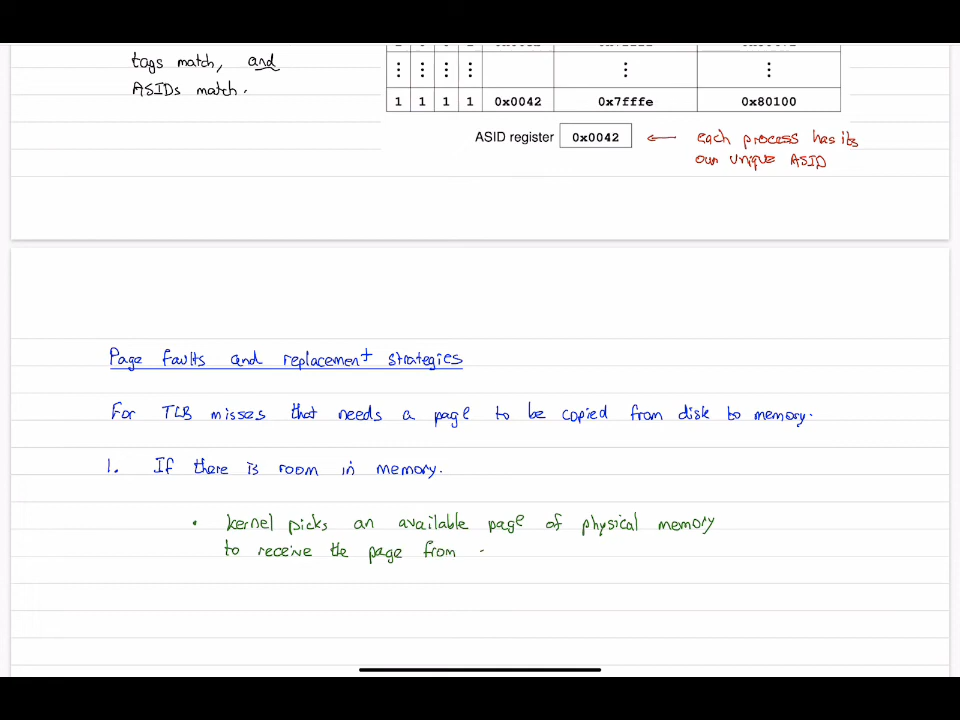 tags match, and
ASIDs match.
1 1 1 1 0x0042 0x7fffe 0x80100
ASID register 0x0042 ← each process has its
own unique ASID
Page faults and replacement strategies
For TLB misses that needs a page to be copied from disk to memory.
1. If there is room in memory.
• kernel picks an available page of physical memory
to receive the page from